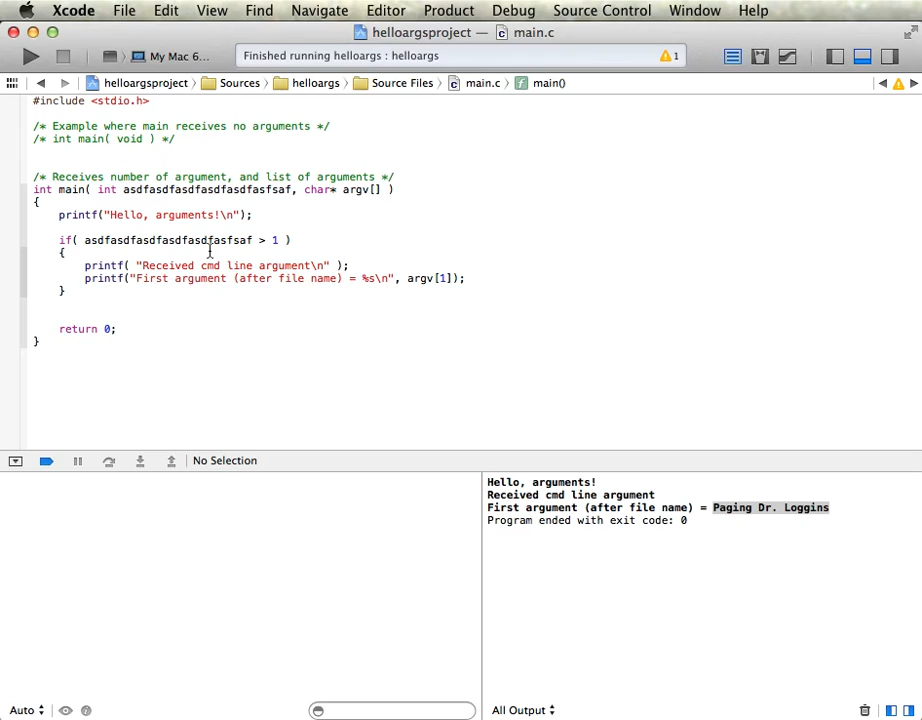 Xcode File Edit View Find Navigate Editor Product Debug Source Control Window Help
helloargsproject — main.c
My Mac 6... Finished running helloargs : helloargs 1
helloargsproject Sources helloargs Source Files main.c f main()
#include <stdio.h>
/* Example where main receives no arguments */
/* int main( void ) */
/* Receives number of argument, and list of arguments */
int main( int asdfasdfasdfasdfasdfasfsaf, char* argv[] )
{
printf("Hello, arguments!\n");
if( asdfasdfasdfasdfasdfasfsaf > 1 )
{
printf( "Received cmd line argument\n" );
printf("First argument (after file name) = %s\n", argv[1]);
}
return 0;
}
No Selection
Hello, arguments!
Received cmd line argument
First argument (after file name) = Paging Dr. Loggins
Program ended with exit code: 0
Auto
All Output